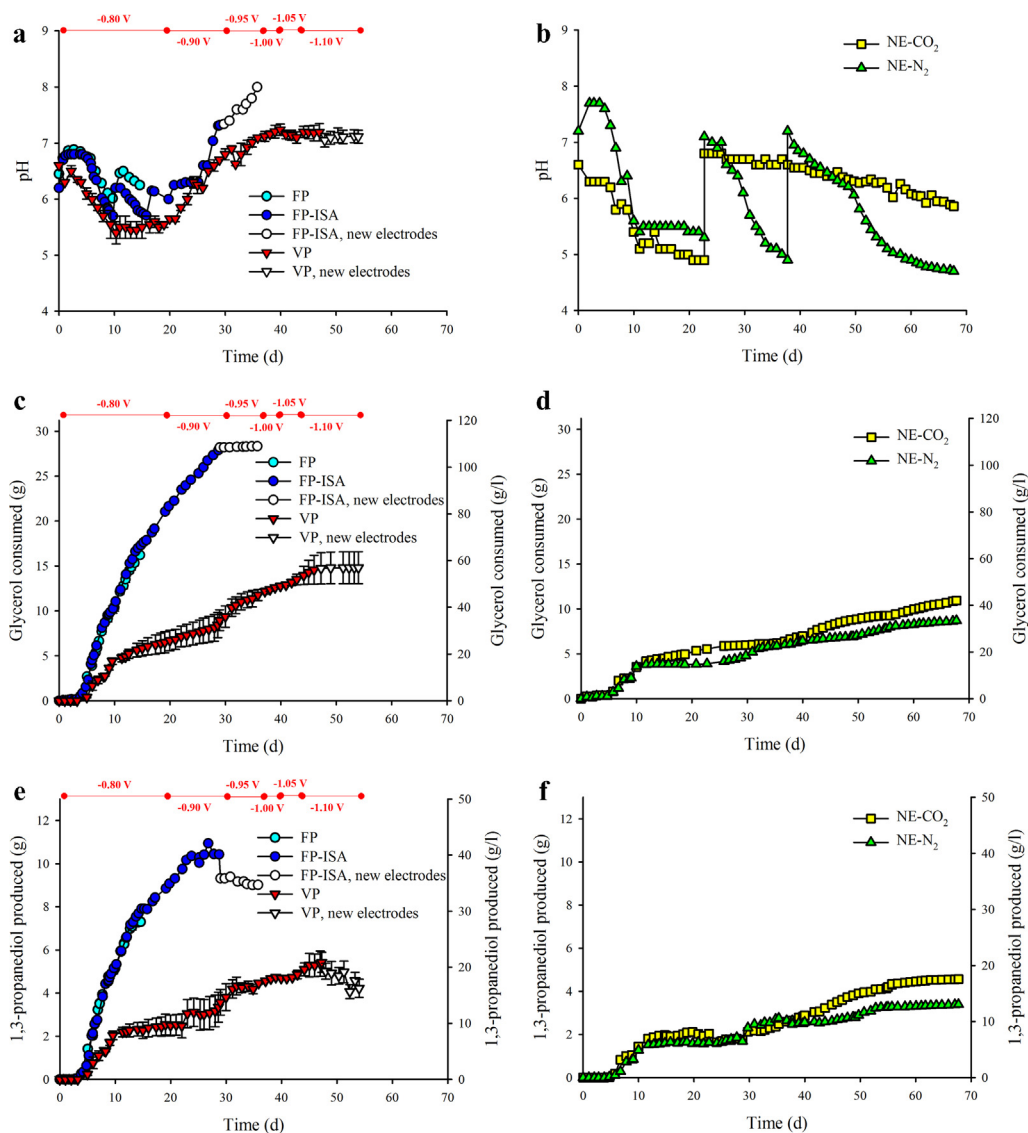 a
-0.80 V
-0.95 V
-1.05 V
-0.90 V
-1.00 V
-1.10 V
9
8
7
6
5
4
pH
FP
FP-ISA
FP-ISA, new electrodes
VP
VP, new electrodes
0 10 20 30 40 50 60 70
Time (d)
b
9
8
7
6
5
4
pH
NE-CO₂
NE-N₂
0 10 20 30 40 50 60 70
Time (d)
c
-0.80 V
-0.95 V
-1.05 V
-0.90 V
-1.00 V
-1.10 V
30
25
20
15
10
5
0
Glycerol consumed (g)
FP
FP-ISA
FP-ISA, new electrodes
VP
VP, new electrodes
120
100
80
60
40
20
0
Glycerol consumed (g/l)
0 10 20 30 40 50 60 70
Time (d)
d
30
25
20
15
10
5
0
Glycerol consumed (g)
NE-CO₂
NE-N₂
120
100
80
60
40
20
0
Glycerol consumed (g/l)
0 10 20 30 40 50 60 70
Time (d)
e
-0.80 V
-0.95 V
-1.05 V
-0.90 V
-1.00 V
-1.10 V
12
10
8
6
4
2
0
1,3-propanediol produced (g)
FP
FP-ISA
FP-ISA, new electrodes
VP
VP, new electrodes
50
40
30
20
10
0
1,3-propanediol produced (g/l)
0 10 20 30 40 50 60 70
Time (d)
f
12
10
8
6
4
2
0
1,3-propanediol produced (g)
NE-CO₂
NE-N₂
50
40
30
20
10
0
1,3-propanediol produced (g/l)
0 10 20 30 40 50 60 70
Time (d)